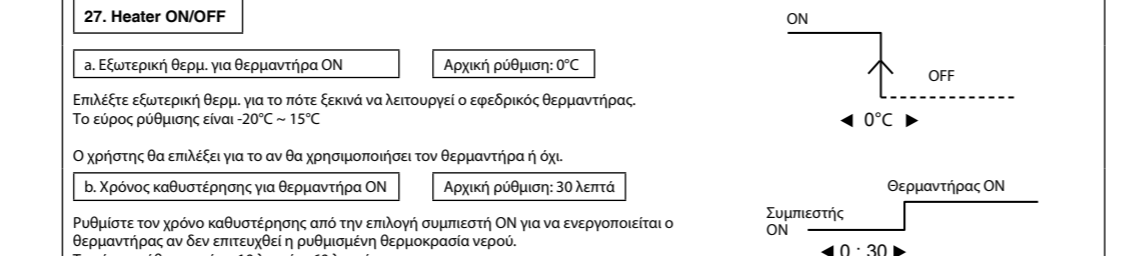 27. Heater ON/OFF
a. Εξωτερική θερμ. για θερμαντήρα ON
Αρχική ρύθμιση: 0°C
Επιλέξτε εξωτερική θερμ. για το πότε ξεκινά να λειτουργεί ο εφεδρικός θερμαντήρας.
Το εύρος ρύθμισης είναι -20°C ~ 15°C
Ο χρήστης θα επιλέξει για το αν θα χρησιμοποιήσει τον θερμαντήρα ή όχι.
ON
OFF
◄ 0°C ►
b. Χρόνος καθυστέρησης για θερμαντήρα ON
Αρχική ρύθμιση: 30 λεπτά
Ρυθμίστε τον χρόνο καθυστέρησης από την επιλογή συμπιεστή ON για να ενεργοποιείται ο
θερμαντήρας αν δεν επιτευχθεί η ρυθμισμένη θερμοκρασία νερού.
Θερμαντήρας ON
Συμπιεστής
ON
◄ 0 : 30 ►